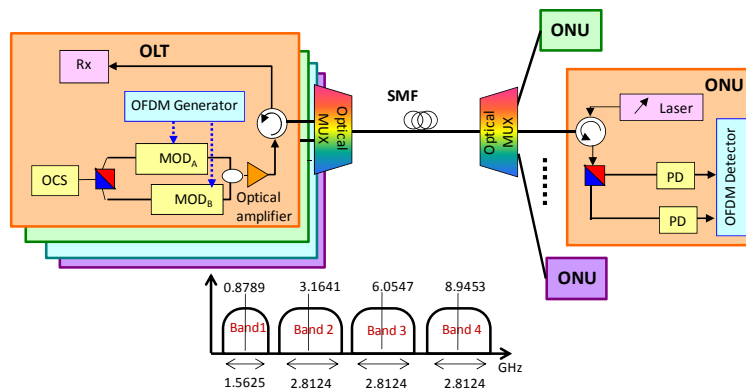 OLT
Rx
OFDM Generator
OCS
MOD_A
MOD_B
Optical
amplifier
Optical
MUX
SMF
Optical
MUX
ONU
ONU
ONU
Laser
PD
PD
OFDM Detector
0.8789 3.1641 6.0547 8.9453
Band1 Band 2 Band 3 Band 4
GHz
1.5625 2.8124 2.8124 2.8124